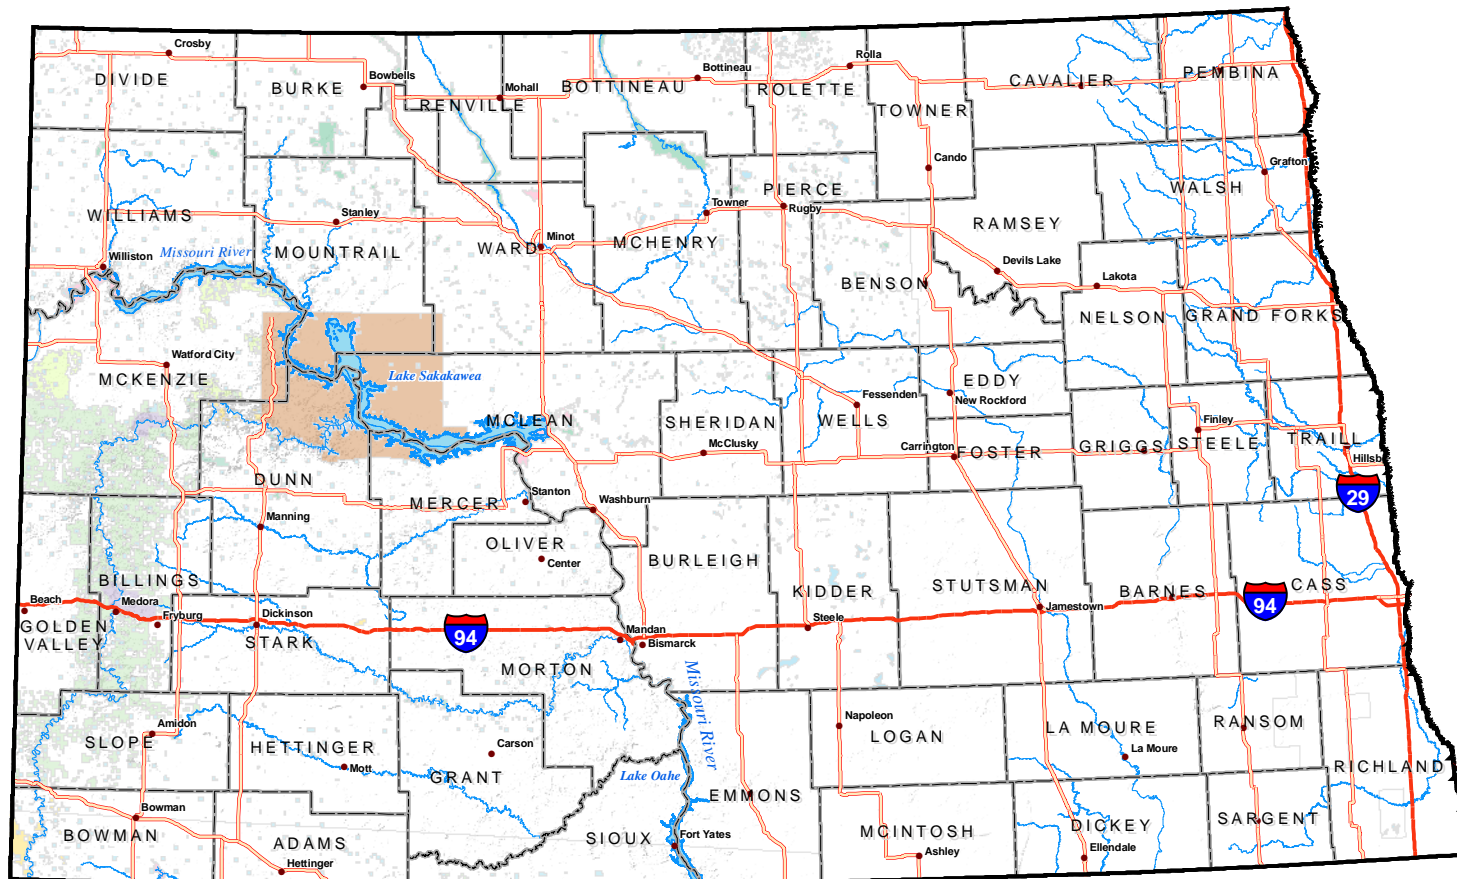 Crosby
DIVIDE
BURKE
Bowbells
RENVILLE
Mohall
BOTTINEAU
Bottineau
ROLETTE
Rolla
TOWNER
CAVALIER
PEMBINA
Cando
Grafton
WALSH
WILLIAMS
Stanley
Towner
PIERCE
Rugby
RAMSEY
Missouri River
MOUNTRAIL
WARD
Minot
MCHENRY
Williston
BENSON
Devils Lake
Lakota
NELSON
GRAND FORKS
Watford City
MCKENZIE
Lake Sakakawea
EDDY
New Rockford
Fessenden
MCLEAN
SHERIDAN
WELLS
McClusky
Carrington
FOSTER
GRIGGS
Finley
STEELE
TRAILL
Hillsb
DUNN
MERCER
Stanton
Washburn
29
Manning
OLIVER
Center
BURLEIGH
KIDDER
STUTSMAN
BARNES
94
CASS
BILLINGS
Beach
Medora
Fryburg
Dickinson
GOLDEN
VALLEY
STARK
94
Mandan
Bismarck
Steele
Jamestown
MORTON
Missouri River
Amidon
SLOPE
HETTINGER
Mott
Carson
GRANT
Lake Oahe
Napoleon
LOGAN
LA MOURE
La Moure
RANSOM
RICHLAND
EMMONS
Bowman
BOWMAN
ADAMS
Hettinger
SIOUX
Fort Yates
MCINTOSH
Ashley
DICKEY
Ellendale
SARGENT